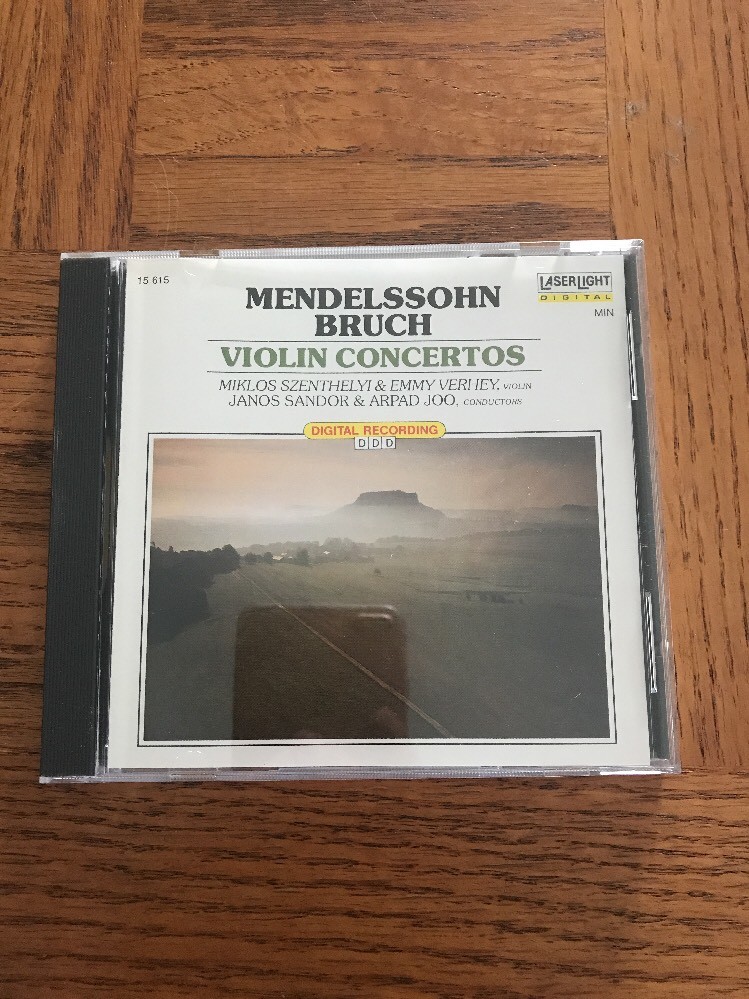 15 615
LASERLIGHT
DIGITAL
MIN
MENDELSSOHN
BRUCH
VIOLIN CONCERTOS
MIKLOS SZENTHELYI & EMMY VERHEY, VIOLIN
JANOS SANDOR & ARPAD JOO, CONDUCTORS
DIGITAL RECORDING
DDD